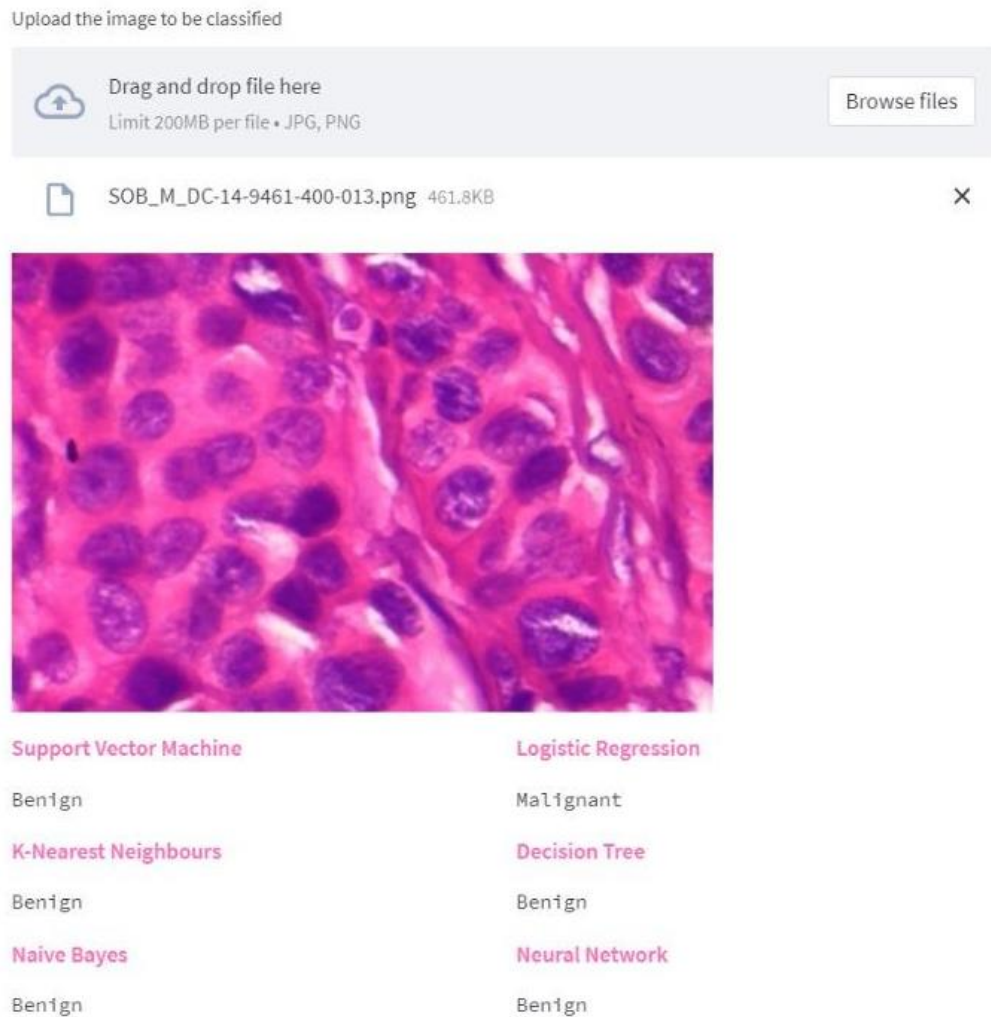 Upload the image to be classified
Drag and drop file here
Limit 200MB per file • JPG, PNG
Browse files
SOB_M_DC-14-9461-400-013.png 461.8KB
Support Vector Machine
Logistic Regression
Benign
Malignant
K-Nearest Neighbours
Decision Tree
Benign
Benign
Naive Bayes
Neural Network
Benign
Benign